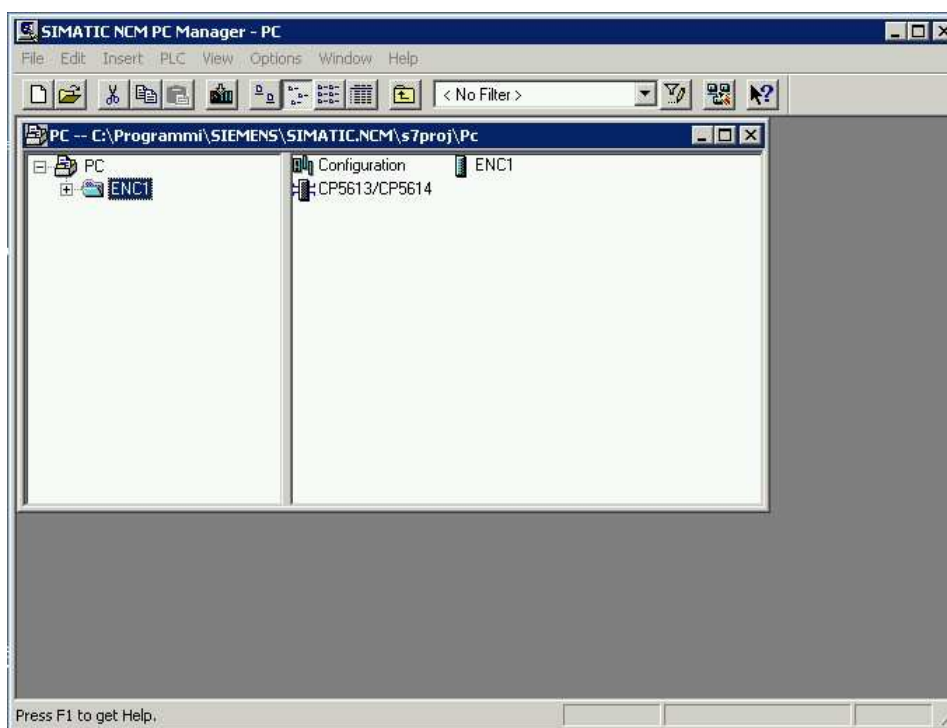 SIMATIC NCM PC Manager - PC
File Edit Insert PLC View Options Window Help
< No Filter >
PC -- C:\Programmi\SIEMENS\SIMATIC.NCM\s7proj\Pc
PC
ENC1
Configuration
ENC1
CP5613/CP5614
Press F1 to get Help.